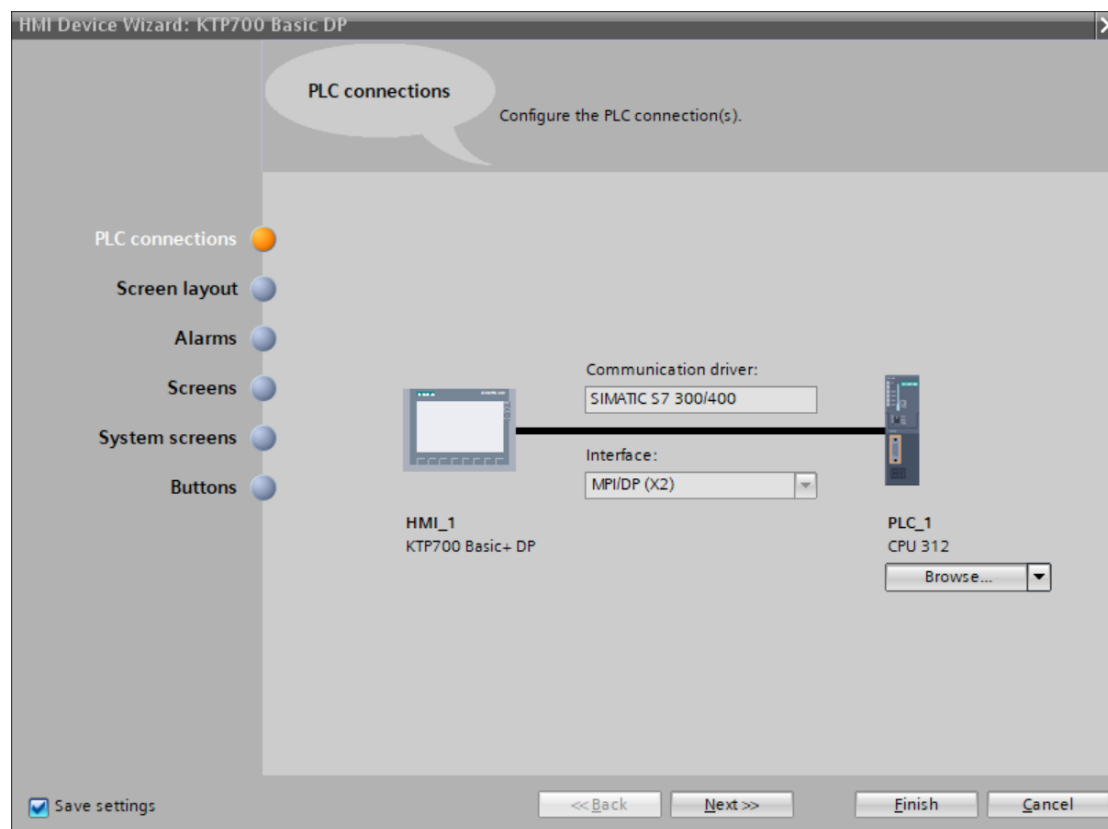 HMI Device Wizard: KTP700 Basic DP
PLC connections
Configure the PLC connection(s).
PLC connections
Screen layout
Alarms
Screens
System screens
Buttons
Communication driver:
SIMATIC S7 300/400
Interface:
MPI/DP (X2)
HMI_1
KTP700 Basic+ DP
PLC_1
CPU 312
Browse...
Save settings
<<Back
Next>>
Finish
Cancel